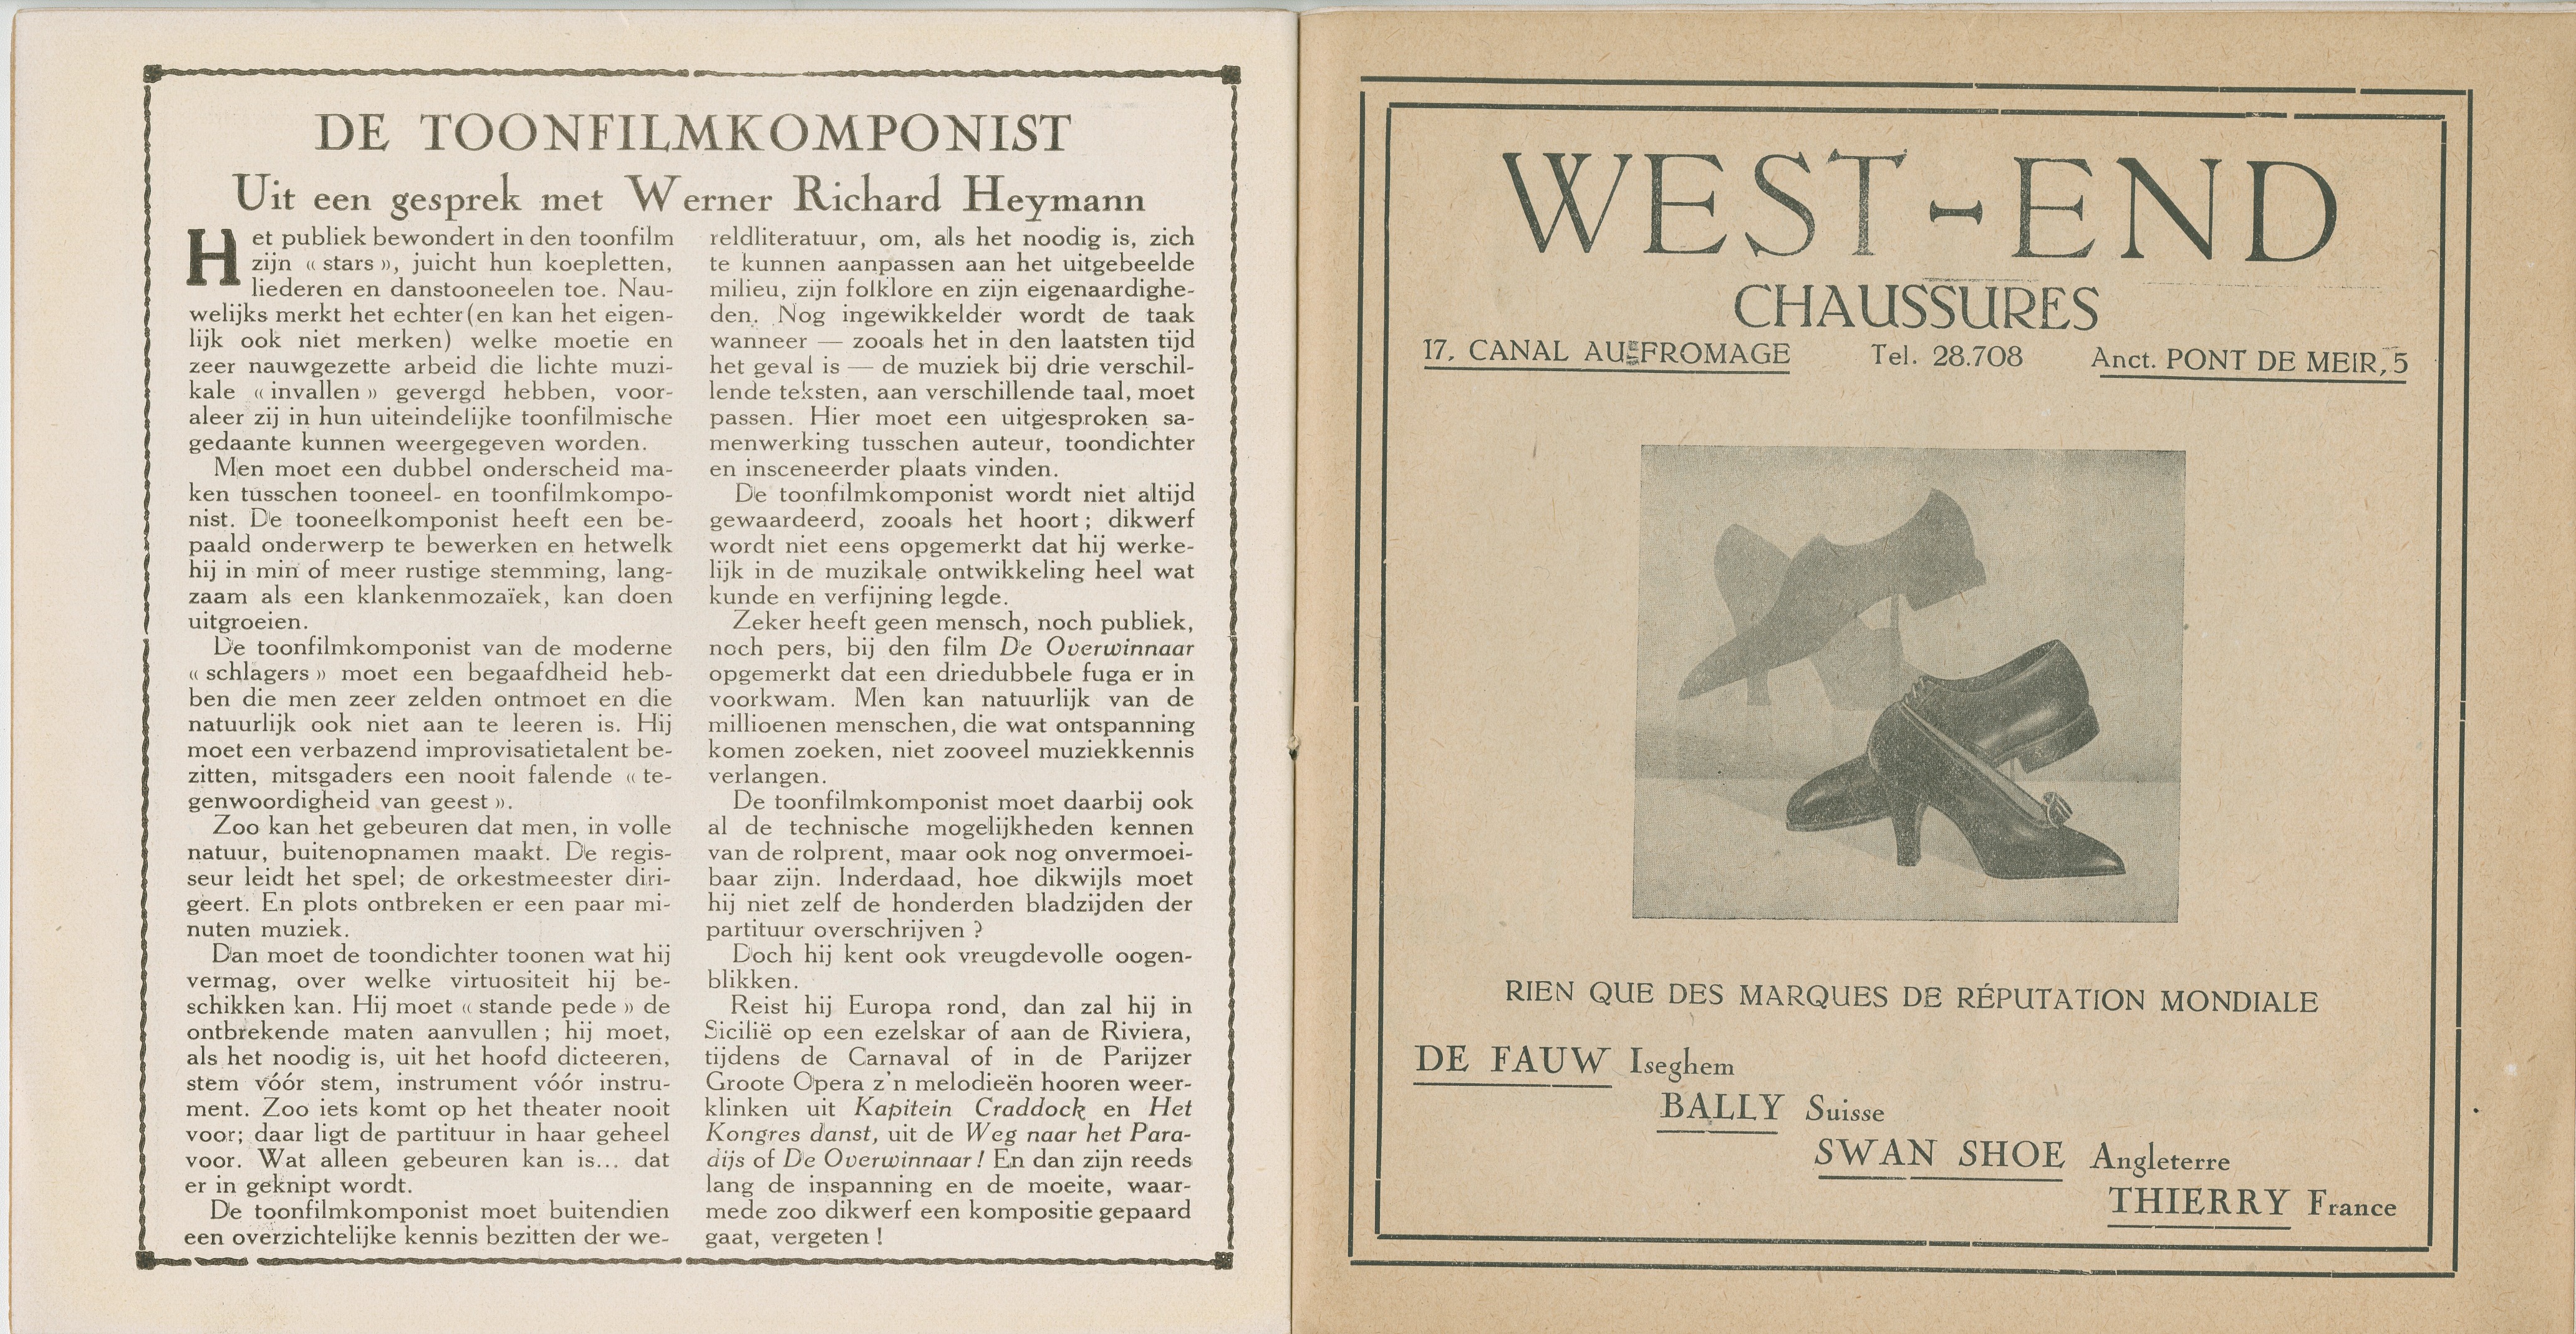 DE TOONFILMKOMPONIST
Uit een gesprek met Werner Richard Heymann
Het publiek bewondert in den toonfilm
zijn « stars », juicht hun koepletten,
liederen en danstooneelen toe. Nau-
welijks merkt het echter (en kan het eigen-
lijk ook niet merken) welke moetie en
zeer nauwgezette arbeid die lichte muzi-
kale « invallen » gevergd hebben, voor-
aleer zij in hun uiteindelijke toonfilmische
gedaante kunnen weergegeven worden.
Men moet een dubbel onderscheid ma-
ken tusschen tooneel- en toonfilmkompo-
nist. De tooneelkomponist heeft een be-
paald onderwerp te bewerken en hetwelk
hij in min of meer rustige stemming, lang-
zaam als een klankenmozaïek, kan doen
uitgroeien.
De toonfilmkomponist van de moderne
« schlagers » moet een begaafdheid heb-
ben die men zeer zelden ontmoet en die
natuurlijk ook niet aan te leeren is. Hij
moet een verbazend improvisatietalent be-
zitten, mitsgaders een nooit falende « te-
genwoordigheid van geest ».
Zoo kan het gebeuren dat men, in volle
natuur, buitenopnamen maakt. De regis-
seur leidt het spel; de orkestmeester diri-
geert. En plots ontbreken er een paar mi-
nuten muziek.
Dan moet de toondichter toonen wat hij
vermag, over welke virtuositeit hij be-
schikken kan. Hij moet « stande pede » de
ontbrekende maten aanvullen ; hij moet,
als het noodig is, uit het hoofd dicteeren,
stem vóór stem, instrument vóór instru-
ment. Zoo iets komt op het theater nooit
voor; daar ligt de partituur in haar geheel
voor. Wat alleen gebeuren kan is... dat
er in geknipt wordt.
De toonfilmkomponist moet buitendien
een overzichtelijke kennis bezitten der we-
reldliteratuur, om, als het noodig is, zich
te kunnen aanpassen aan het uitgebeelde
milieu, zijn folklore en zijn eigenaardighe-
den. Nog ingewikkelder wordt de taak
wanneer — zooals het in den laatsten tijd
het geval is — de muziek bij drie verschil-
lende teksten, aan verschillende taal, moet
passen. Hier moet een uitgesproken sa-
menwerking tusschen auteur, toondichter
en insceneerder plaats vinden.
De toonfilmkomponist wordt niet altijd
gewaardeerd, zooals het hoort ; dikwerf
wordt niet eens opgemerkt dat hij werke-
lijk in de muzikale ontwikkeling heel wat
kunde en verfijning legde.
Zeker heeft geen mensch, noch publiek,
noch pers, bij den film De Overwinnaar
opgemerkt dat een driedubbele fuga er in
voorkwam. Men kan natuurlijk van de
millioenen menschen, die wat ontspanning
komen zoeken, niet zooveel muziekkennis
verlangen.
De toonfilmkomponist moet daarbij ook
al de technische mogelijkheden kennen
van de rolprent, maar ook nog onvermoei-
baar zijn. Inderdaad, hoe dikwijls moet
hij niet zelf de honderden bladzijden der
partituur overschrijven ?
Doch hij kent ook vreugdevolle oogen-
blikken.
Reist hij Europa rond, dan zal hij in
Sicilië op een ezelskar of aan de Riviera,
tijdens de Carnaval of in de Parijzer
Groote Opera z'n melodieën hooren weer-
klinken uit Kapitein Craddock en Het
Kongres danst, uit de Weg naar het Para-
dijs of De Overwinnaar ! En dan zijn reeds
lang de inspanning en de moeite, waar-
mede zoo dikwerf een kompositie gepaard
gaat, vergeten !
WEST-END
CHAUSSURES
17, CANAL AU FROMAGE Tel. 28.708 Anct. PONT DE MEIR, 5
RIEN QUE DES MARQUES DE RÉPUTATION MONDIALE
DE FAUW Iseghem
BALLY Suisse
SWAN SHOE Angleterre
THIERRY France